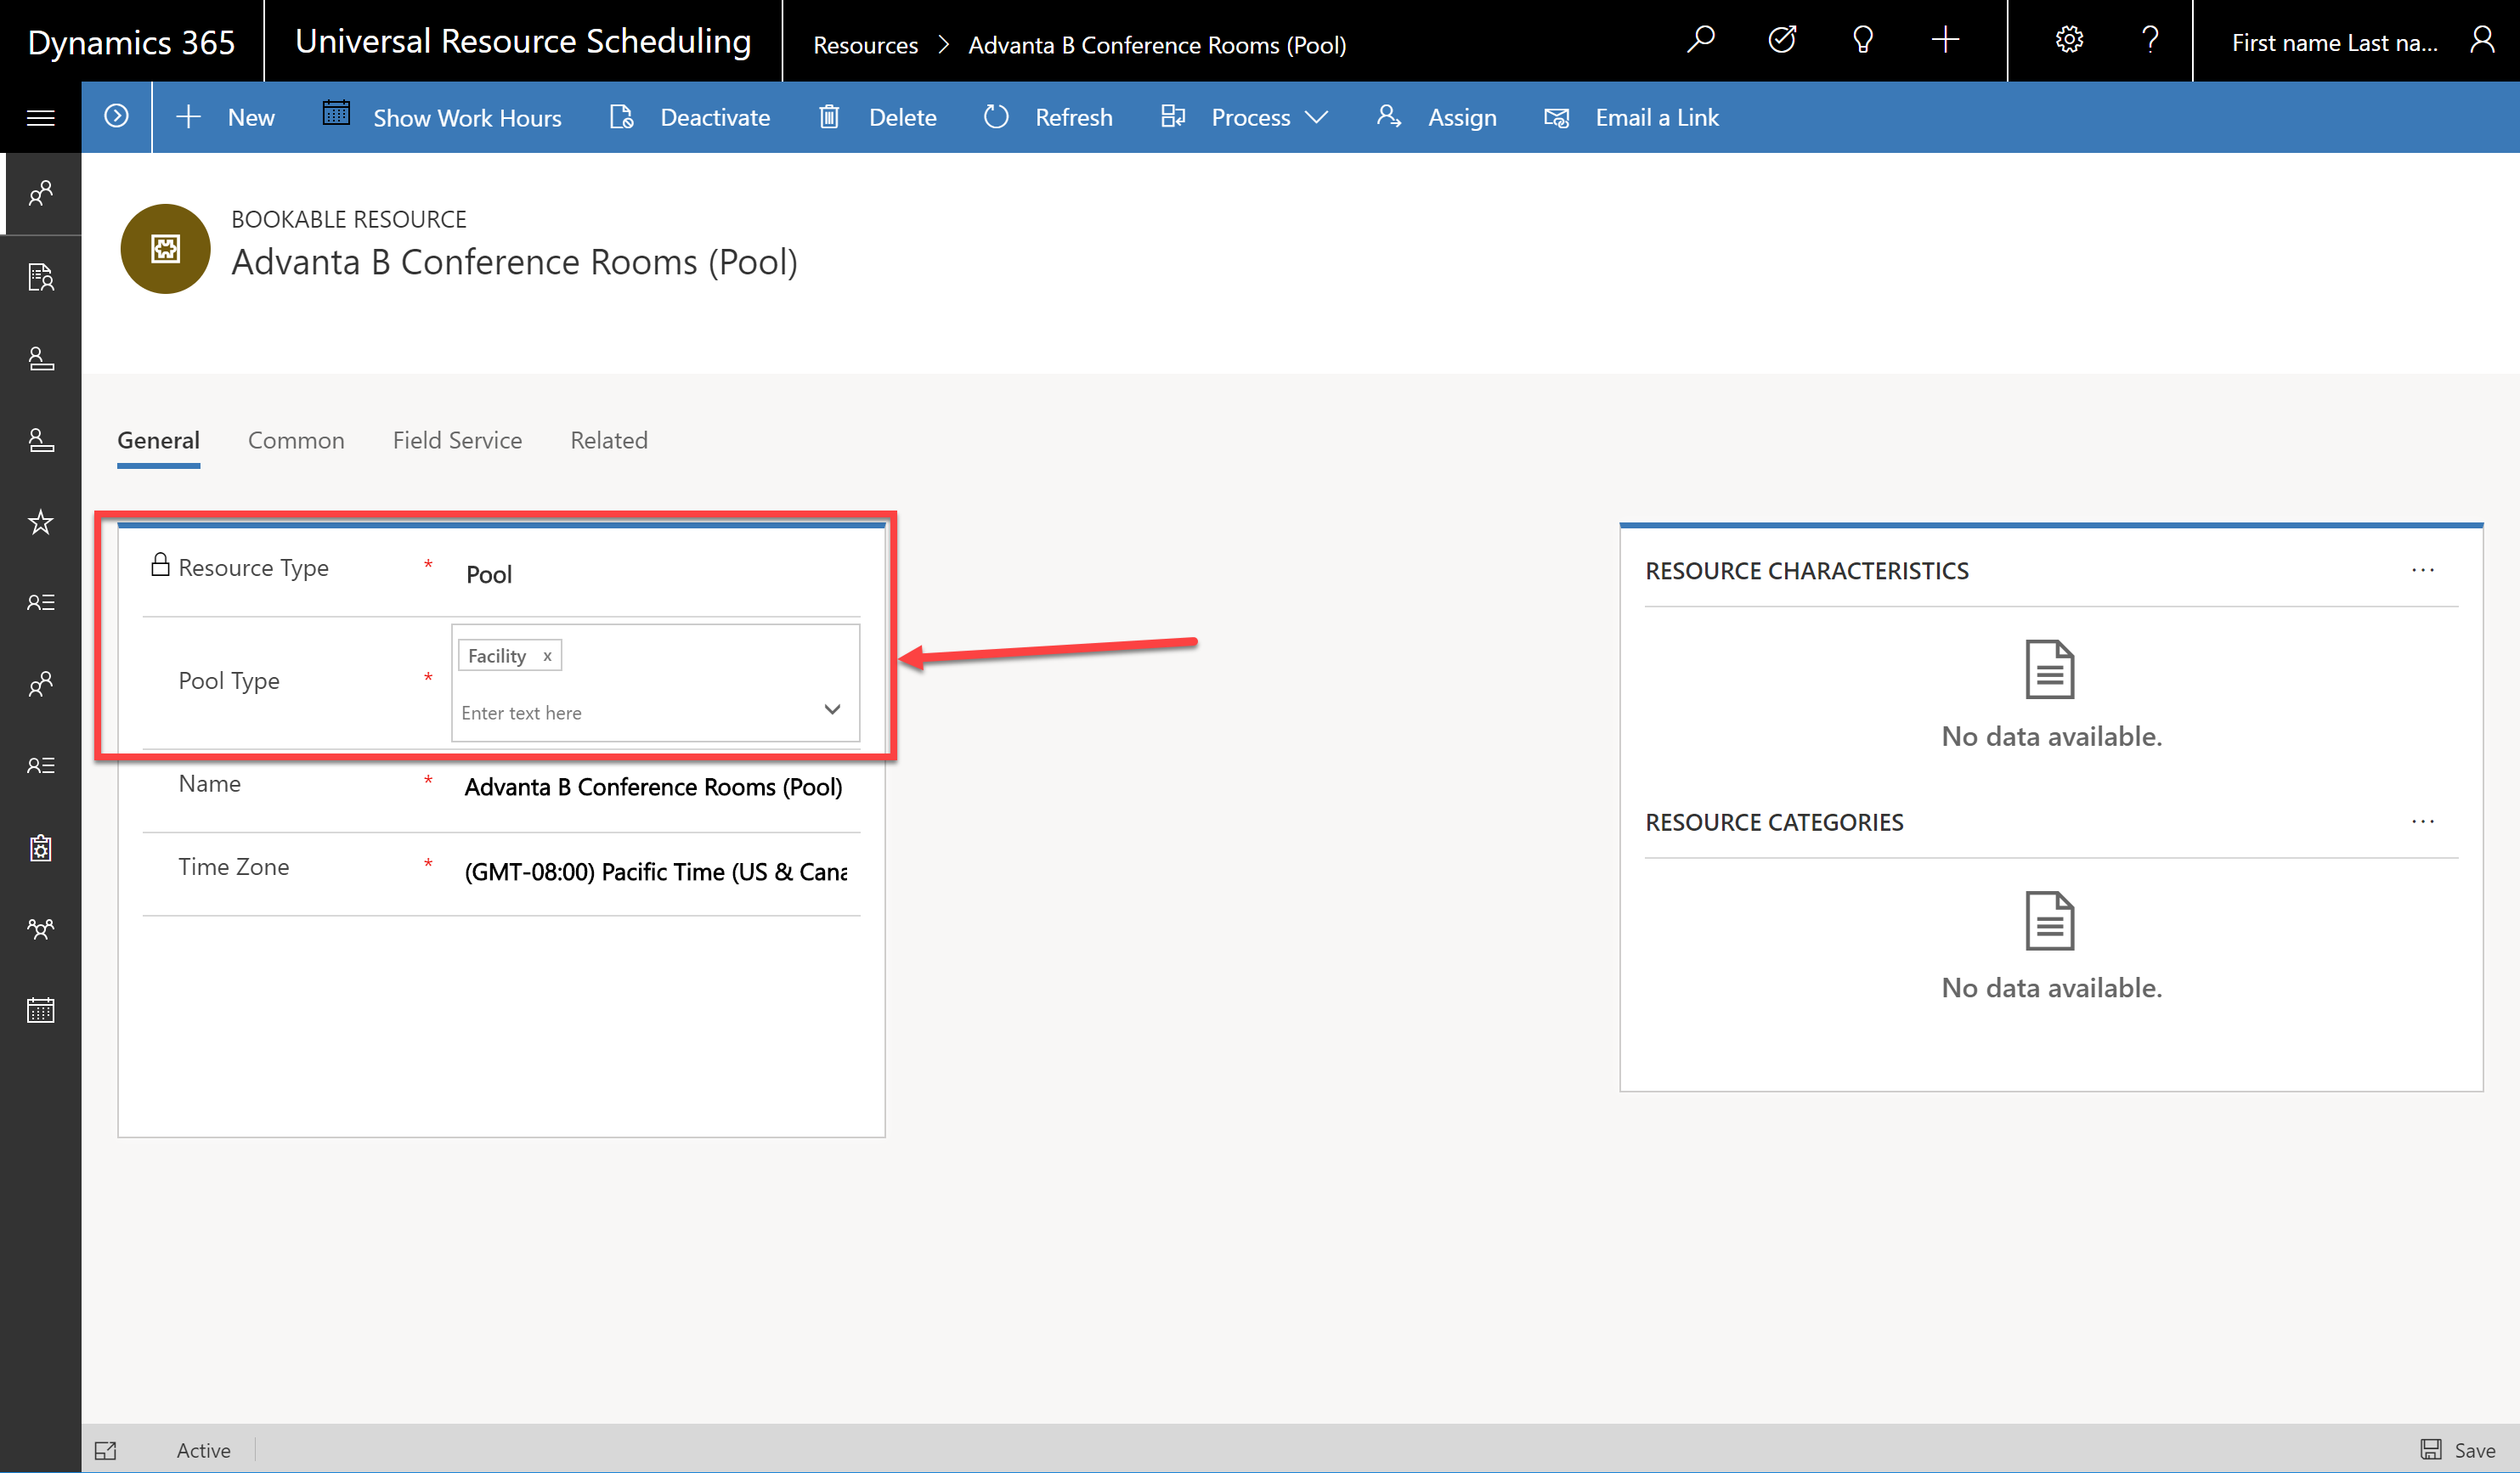 Dynamics 365
Universal Resource Scheduling
Resources > Advanta B Conference Rooms (Pool)
First name Last na...
New
Show Work Hours
Deactivate
Delete
Refresh
Process
Assign
Email a Link
BOOKABLE RESOURCE
Advanta B Conference Rooms (Pool)
General
Common
Field Service
Related
Resource Type * Pool
Pool Type * Facility x
Enter text here
Name * Advanta B Conference Rooms (Pool)
Time Zone * (GMT-08:00) Pacific Time (US & Cana
RESOURCE CHARACTERISTICS ...
No data available.
RESOURCE CATEGORIES ...
No data available.
Active
Save